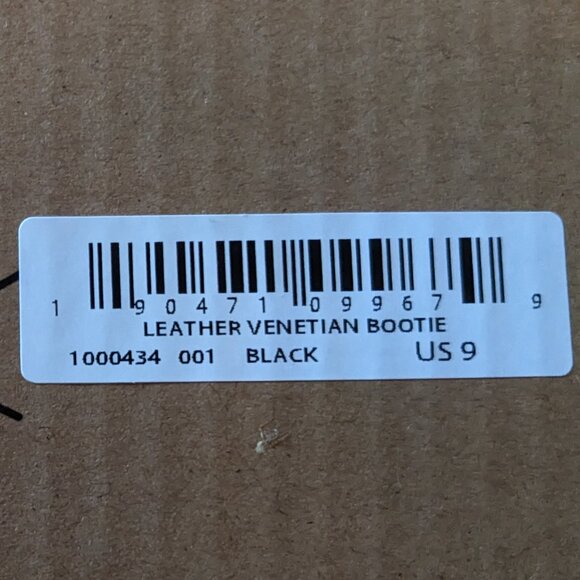 1 90471 09967 9
LEATHER VENETIAN BOOTIE
1000434 001 BLACK US 9